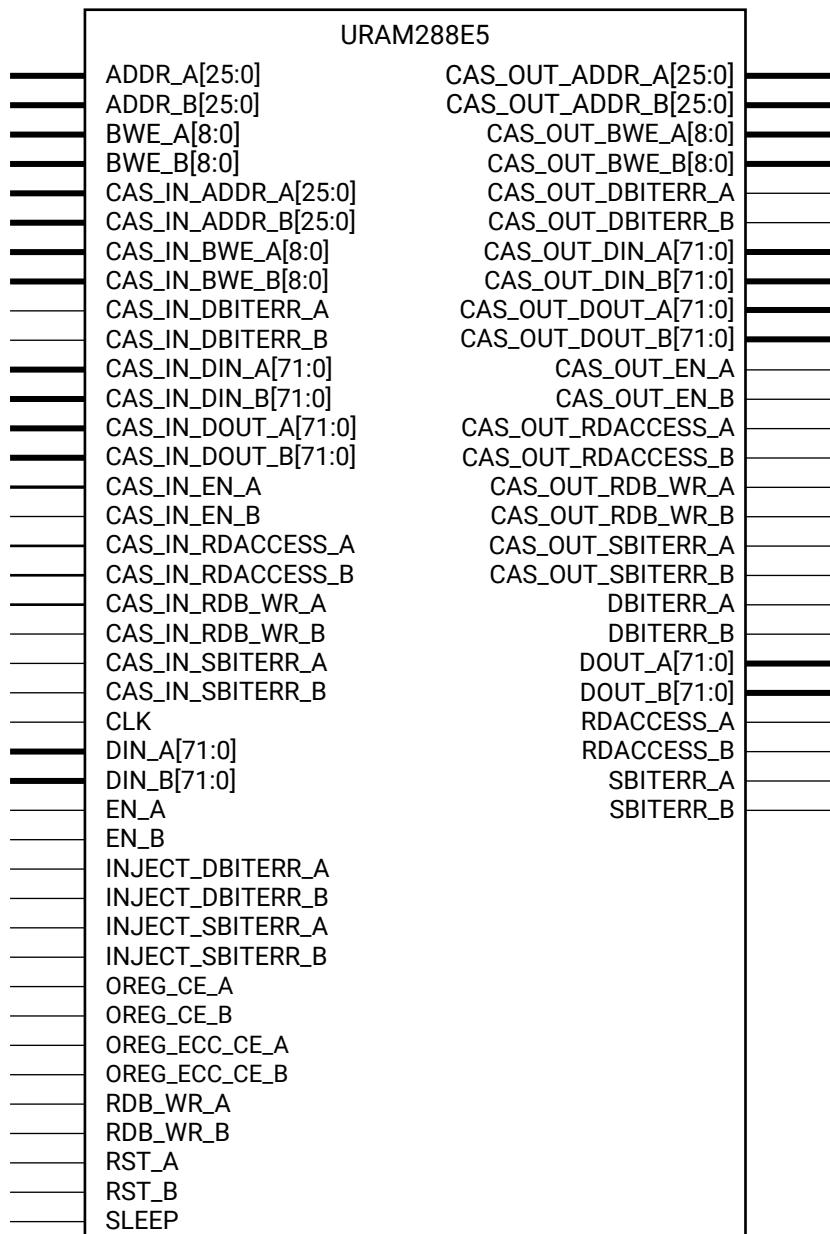 URAM288E5
ADDR_A[25:0] CAS_OUT_ADDR_A[25:0]
ADDR_B[25:0] CAS_OUT_ADDR_B[25:0]
BWE_A[8:0] CAS_OUT_BWE_A[8:0]
BWE_B[8:0] CAS_OUT_BWE_B[8:0]
CAS_IN_ADDR_A[25:0] CAS_OUT_DBITERR_A
CAS_IN_ADDR_B[25:0] CAS_OUT_DBITERR_B
CAS_IN_BWE_A[8:0] CAS_OUT_DIN_A[71:0]
CAS_IN_BWE_B[8:0] CAS_OUT_DIN_B[71:0]
CAS_IN_DBITERR_A CAS_OUT_DOUT_A[71:0]
CAS_IN_DBITERR_B CAS_OUT_DOUT_B[71:0]
CAS_IN_DIN_A[71:0] CAS_OUT_EN_A
CAS_IN_DIN_B[71:0] CAS_OUT_EN_B
CAS_IN_DOUT_A[71:0] CAS_OUT_RDACCESS_A
CAS_IN_DOUT_B[71:0] CAS_OUT_RDACCESS_B
CAS_IN_EN_A CAS_OUT_RDB_WR_A
CAS_IN_EN_B CAS_OUT_RDB_WR_B
CAS_IN_RDACCESS_A CAS_OUT_SBITERR_A
CAS_IN_RDACCESS_B CAS_OUT_SBITERR_B
CAS_IN_RDB_WR_A DBITERR_A
CAS_IN_RDB_WR_B DBITERR_B
CAS_IN_SBITERR_A DOUT_A[71:0]
CAS_IN_SBITERR_B DOUT_B[71:0]
CLK RDACCESS_A
DIN_A[71:0] RDACCESS_B
DIN_B[71:0] SBITERR_A
EN_A SBITERR_B
EN_B
INJECT_DBITERR_A
INJECT_DBITERR_B
INJECT_SBITERR_A
INJECT_SBITERR_B
OREG_CE_A
OREG_CE_B
OREG_ECC_CE_A
OREG_ECC_CE_B
RDB_WR_A
RDB_WR_B
RST_A
RST_B
SLEEP